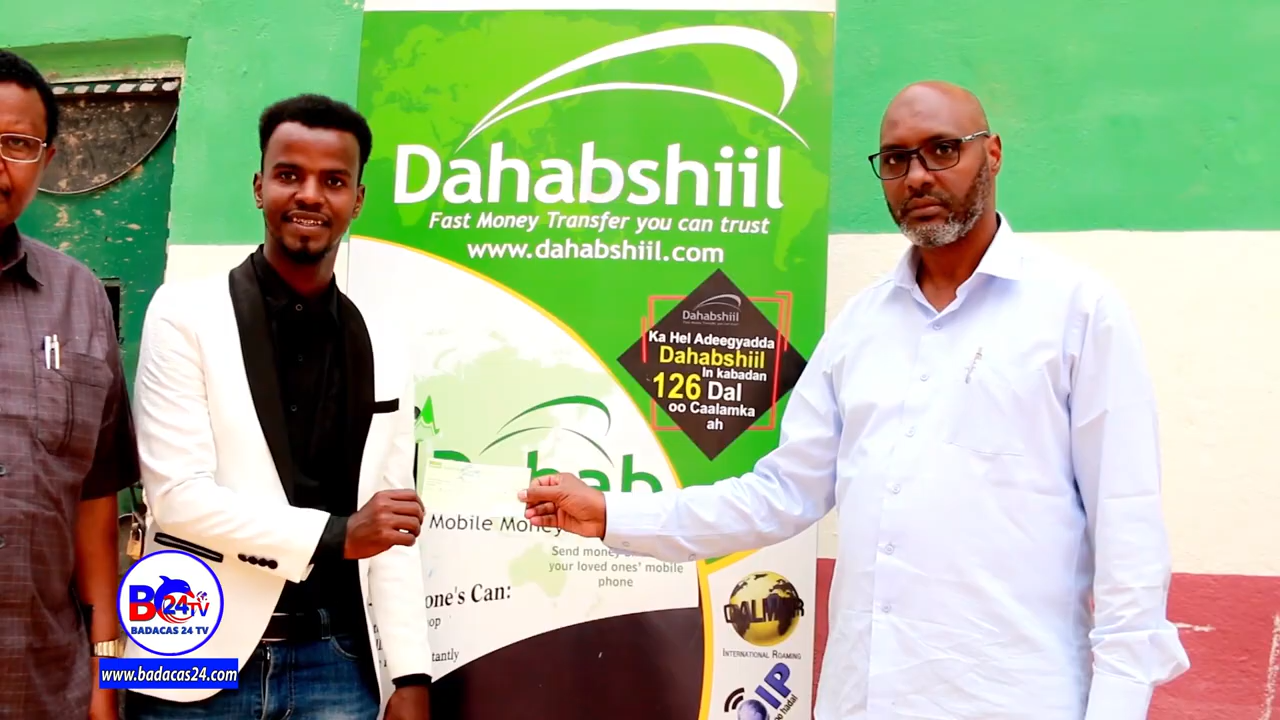 Dahabshiil
Fast Money Transfer you can trust
www.dahabshiil.com
Dahabshiil
Ka Hel Adeegyadda
Dahabshiil
In kabadan
126 Dal
oo Caalamka
ah
Mobile Money
Send money
your loved ones' mobile
phone
one's Can:
DALMAR
INTERNATIONAL ROAMING
BC24TV
BADACAS 24 TV
www.badacas24.com